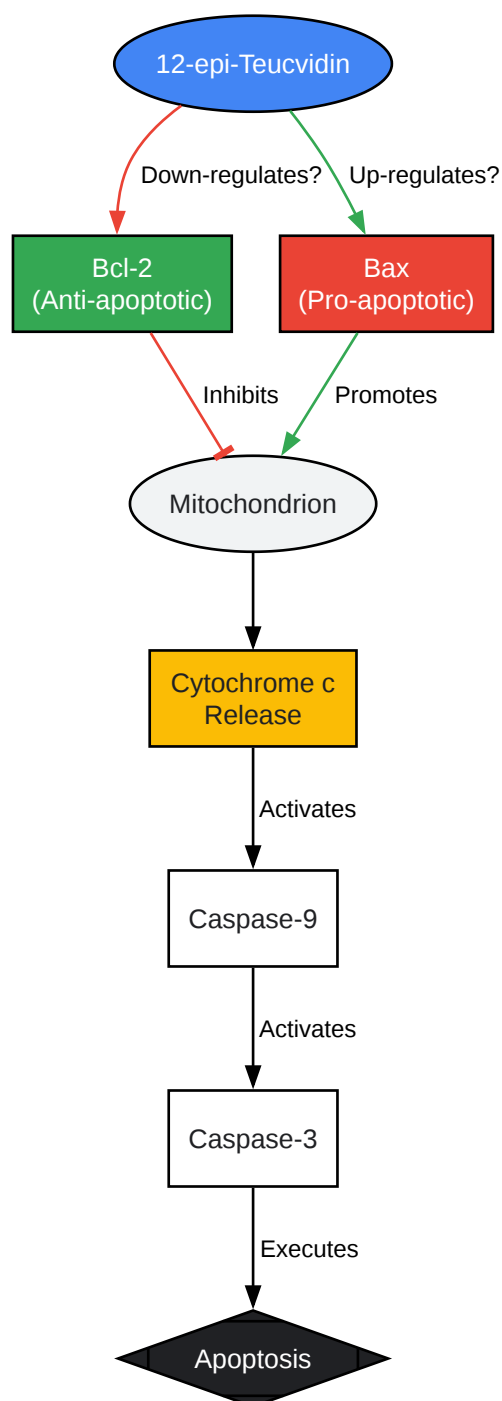 12-epi-Teucvidin
Down-regulates?
Up-regulates?
Bcl-2
(Anti-apoptotic)
Bax
(Pro-apoptotic)
Inhibits
Promotes
Mitochondrion
Cytochrome c
Release
Activates
Caspase-9
Activates
Caspase-3
Executes
Apoptosis